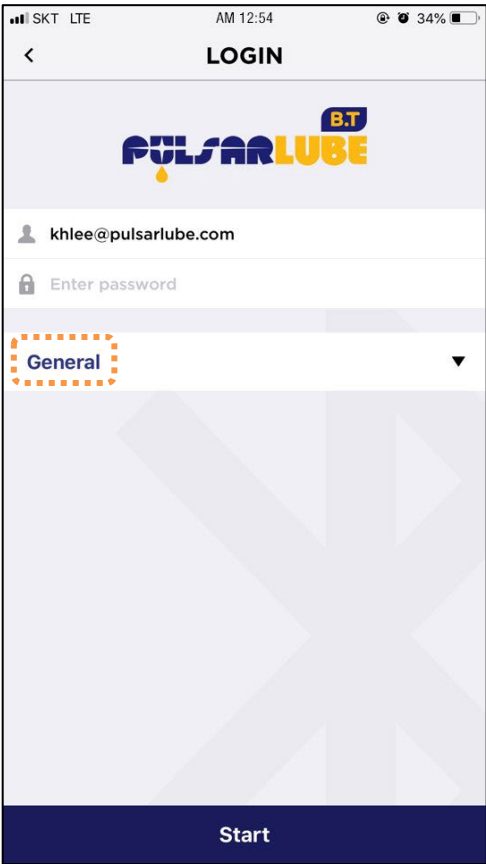 SKT LTE AM 12:54 34%
LOGIN
B.T
PULSARLUBE
khlee@pulsarlube.com
Enter password
General
Start